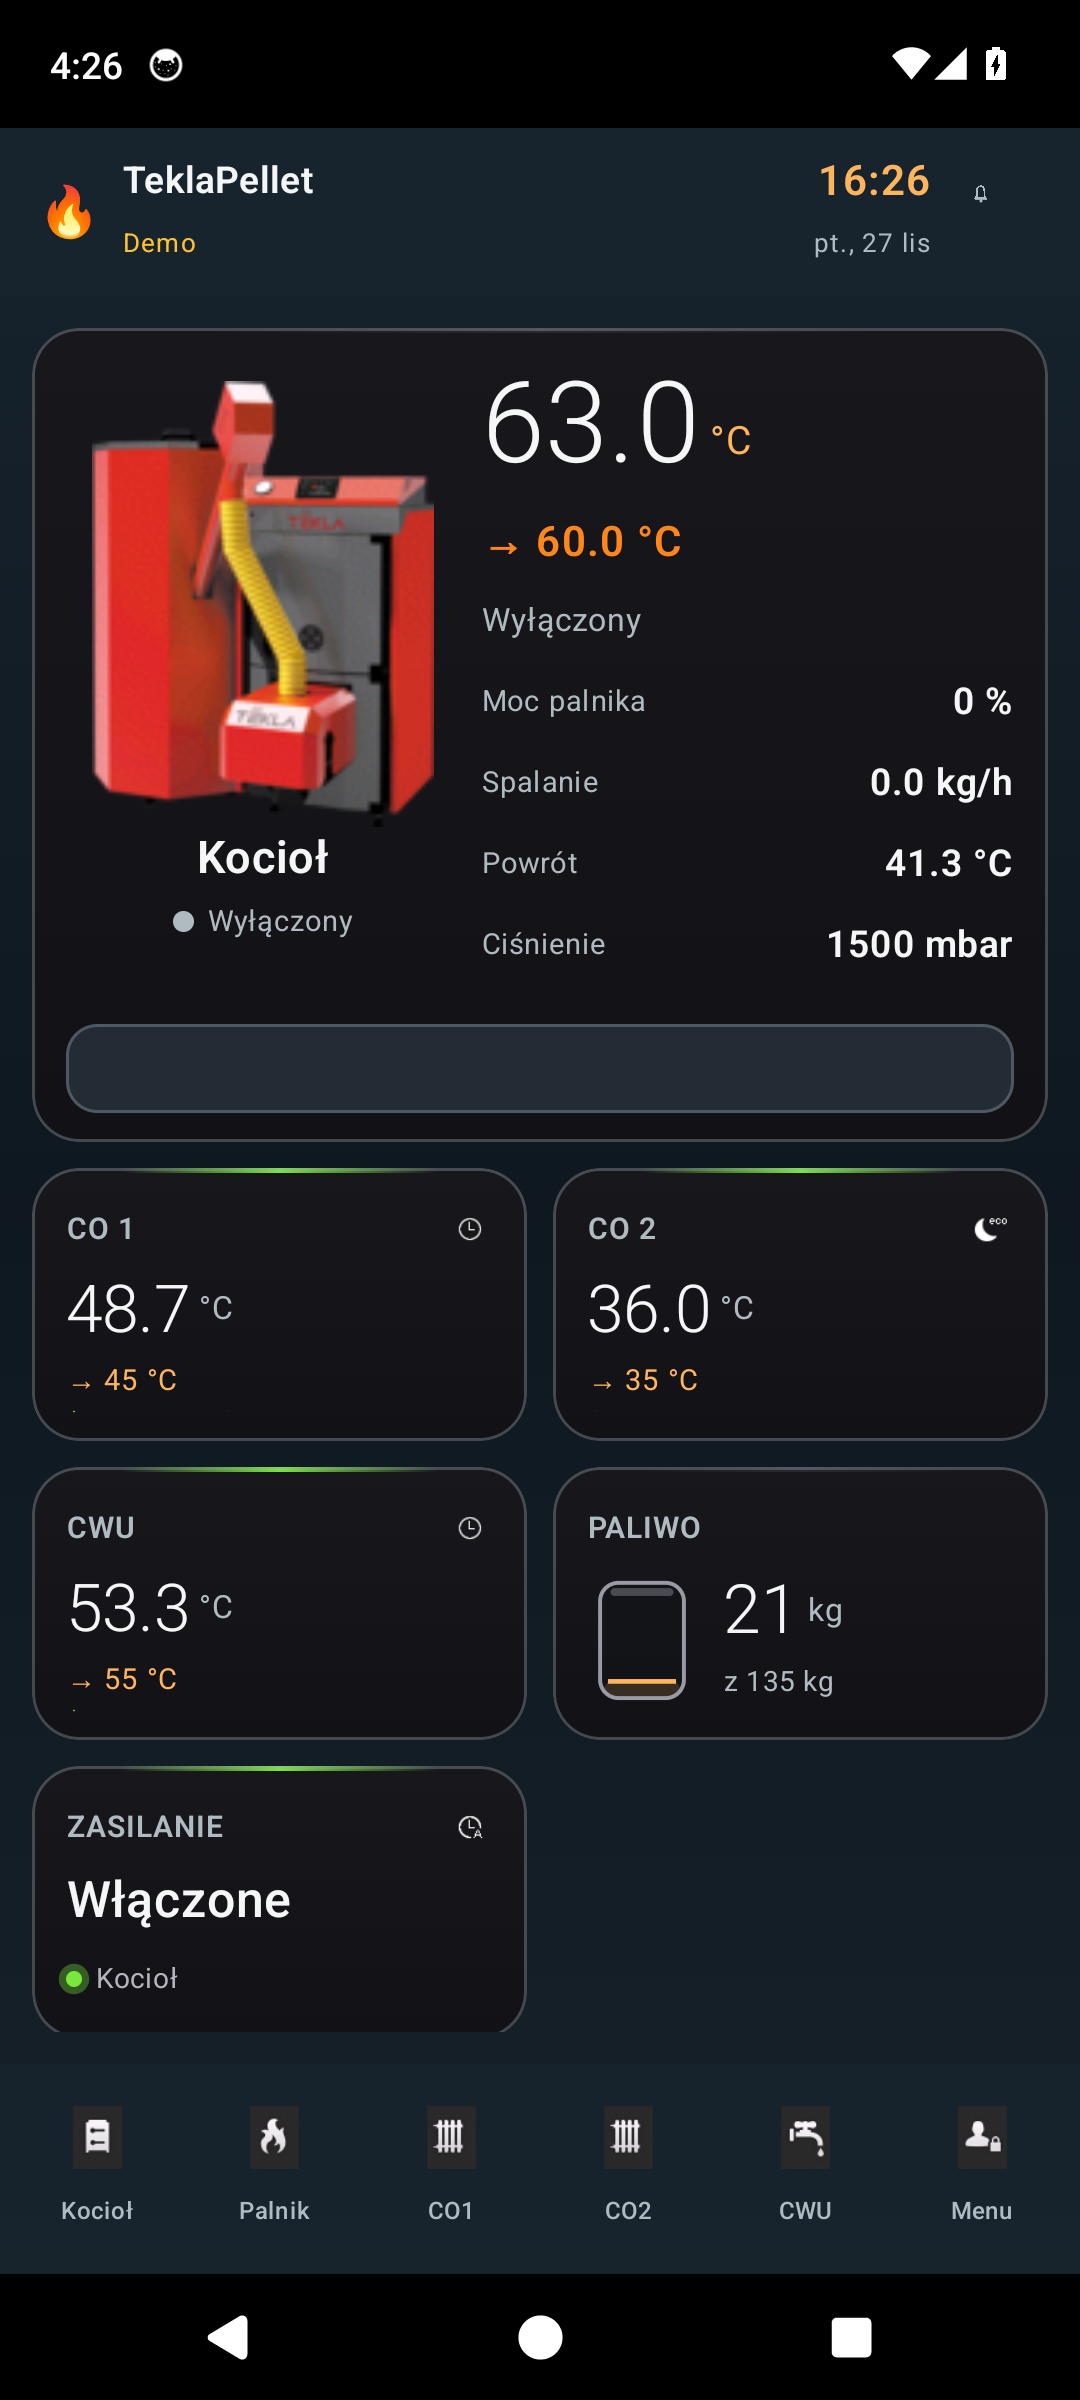 4:26
TeklaPellet
Demo
16:26
pt., 27 lis
TEKLA
TEKLA
Kocioł
Wyłączony
63.0 °C
→ 60.0 °C
Wyłączony
Moc palnika 0 %
Spalanie 0.0 kg/h
Powrót 41.3 °C
Ciśnienie 1500 mbar
CO 1
48.7 °C
→ 45 °C
CO 2
eco
36.0 °C
→ 35 °C
CWU
53.3 °C
→ 55 °C
PALIWO
21 kg
z 135 kg
ZASILANIE
A
Włączone
Kocioł
Kocioł
Palnik
CO1
CO2
CWU
Menu